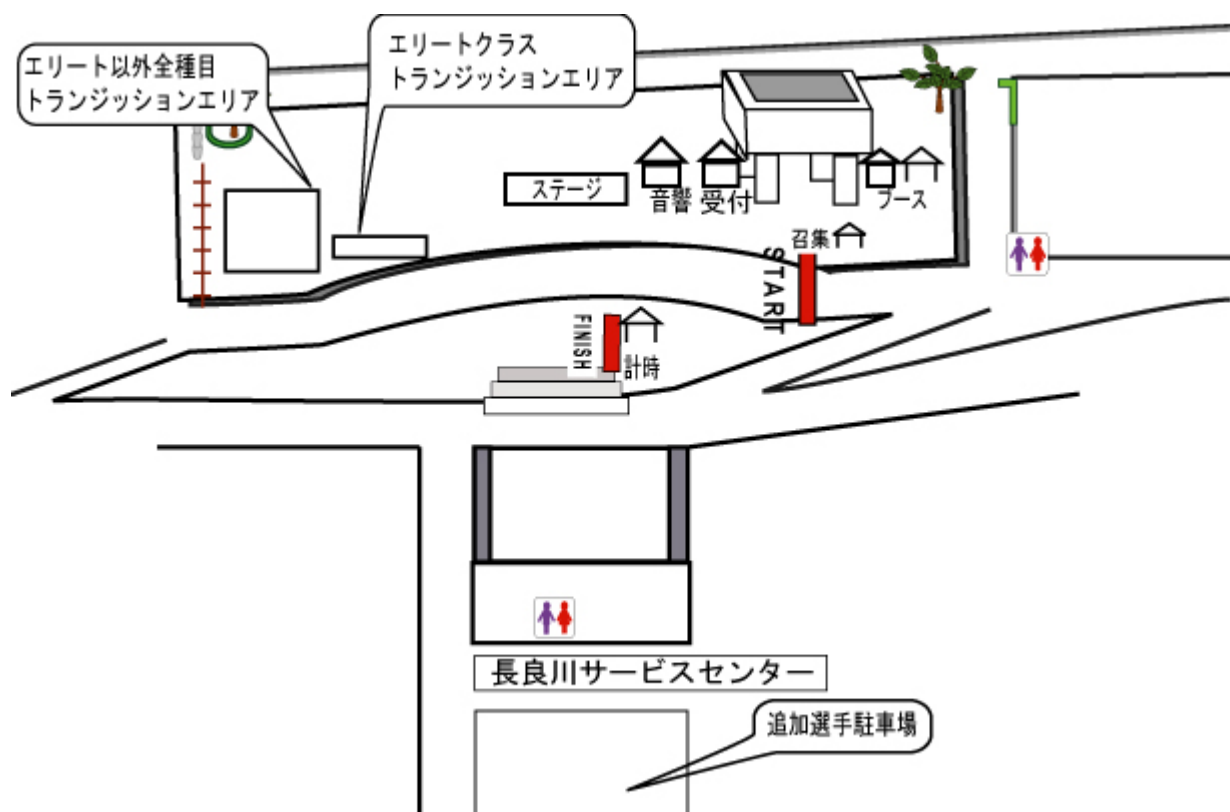 エリート以外全種目
トランジッションエリア
エリートクラス
トランジッションエリア
ステージ
音響
受付
ブース
召集
START
FINISH
計時
長良川サービスセンター
追加選手駐車場